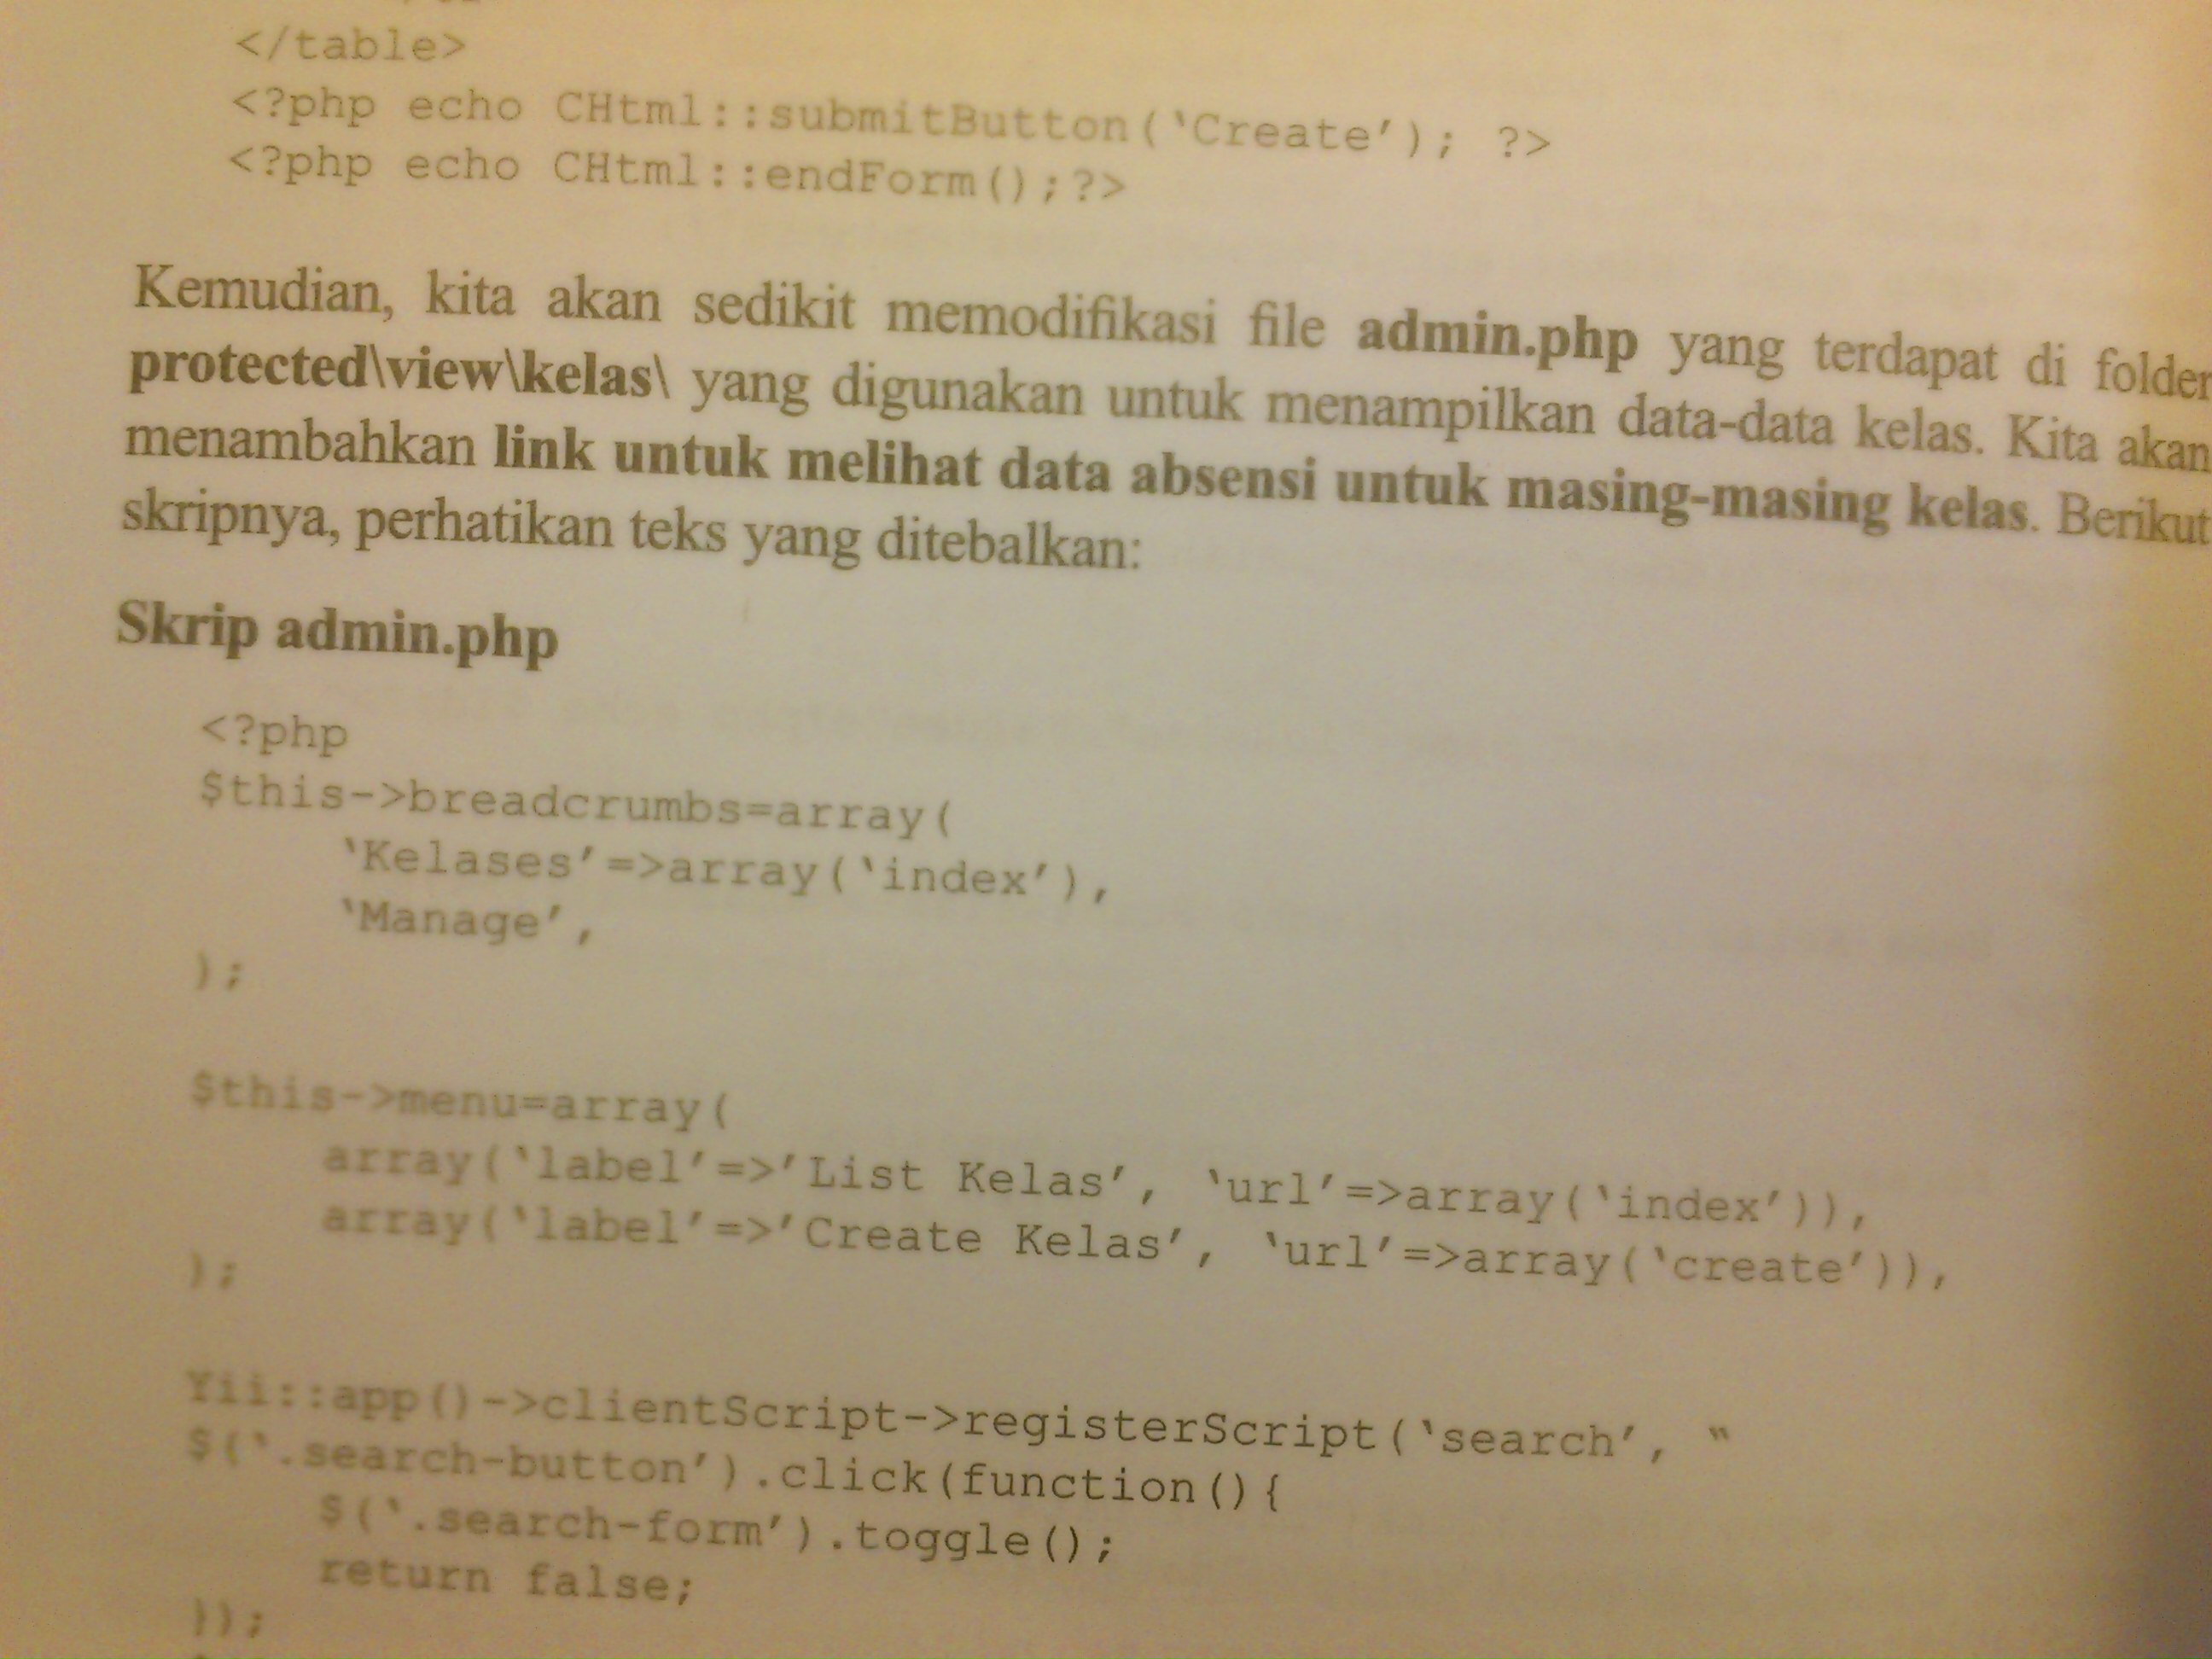 </table>
<?php echo CHtml::submitButton(‘Create’); ?>
<?php echo CHtml::endForm();?>
Kemudian, kita akan sedikit memodifikasi file admin.php yang terdapat di folder
protected\view\kelas\ yang digunakan untuk menampilkan data-data kelas. Kita akan
menambahkan link untuk melihat data absensi untuk masing-masing kelas. Berikut
skripnya, perhatikan teks yang ditebalkan:
Skrip admin.php
<?php
$this->breadcrumbs=array(
‘Kelases’=>array(‘index’),
‘Manage’,
);
$this->menu=array(
array(‘label’=>’List Kelas’, ‘url’=>array(‘index’)),
array(‘label’=>’Create Kelas’, ‘url’=>array(‘create’)),
);
Yii::app()->clientScript->registerScript(‘search’, “
$(‘.search-button’).click(function(){
$(‘.search-form’).toggle();
return false;
});